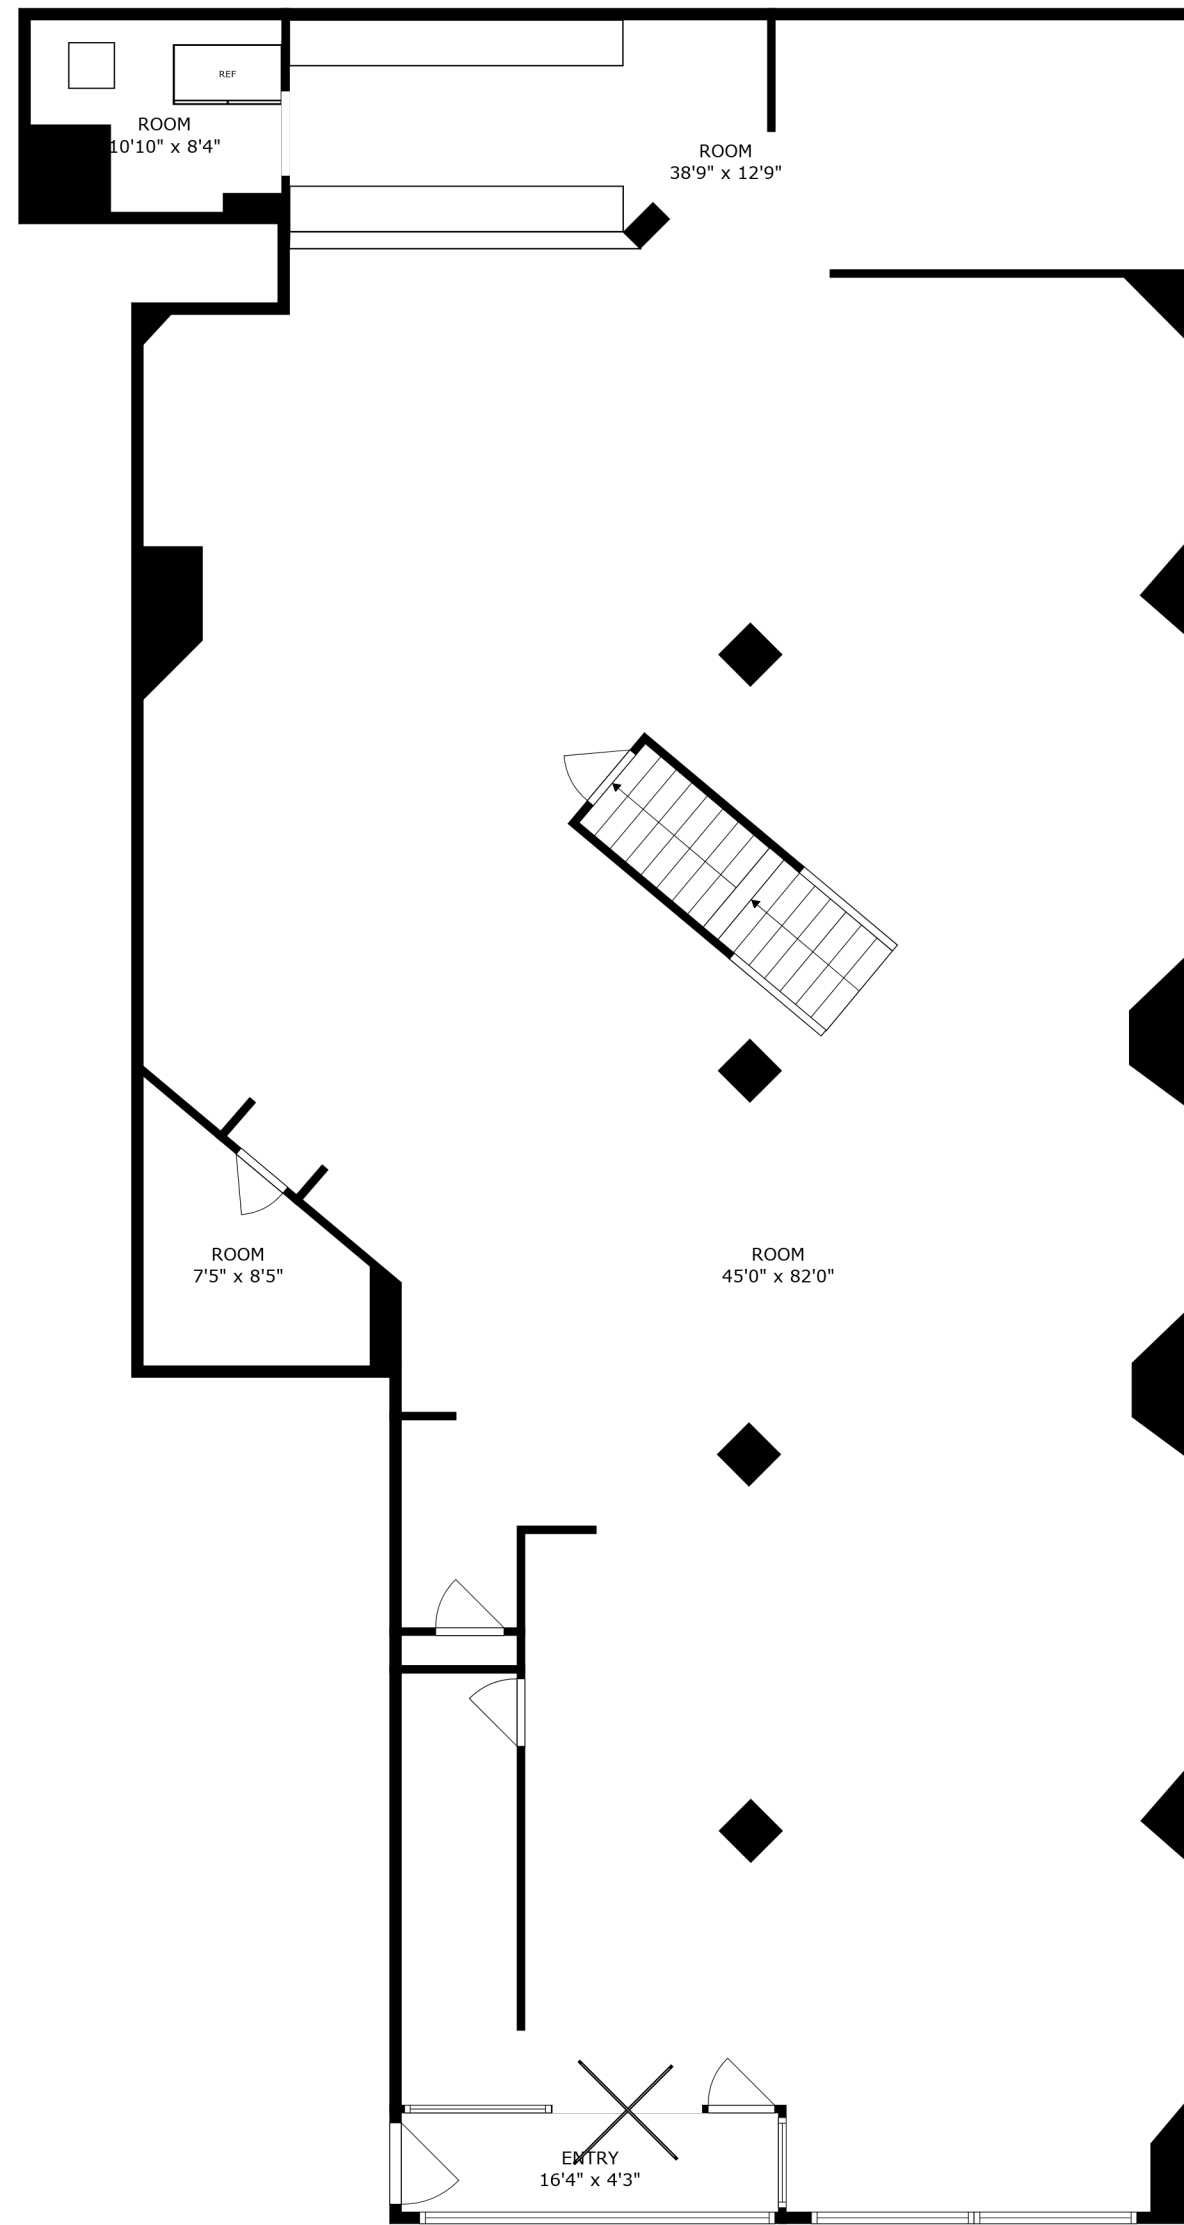 REF
ROOM
10'10" x 8'4"
ROOM
38'9" x 12'9"
ROOM
7'5" x 8'5"
ROOM
45'0" x 82'0"
ENTRY
16'4" x 4'3"